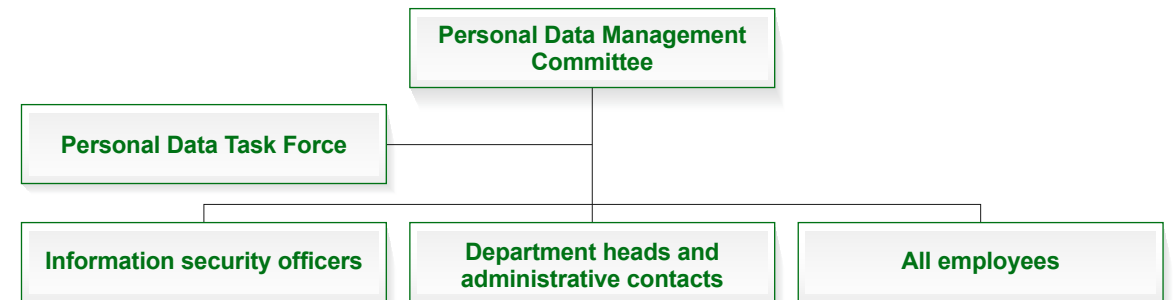 Personal Data Management
Committee
Personal Data Task Force
Information security officers
Department heads and
administrative contacts
All employees